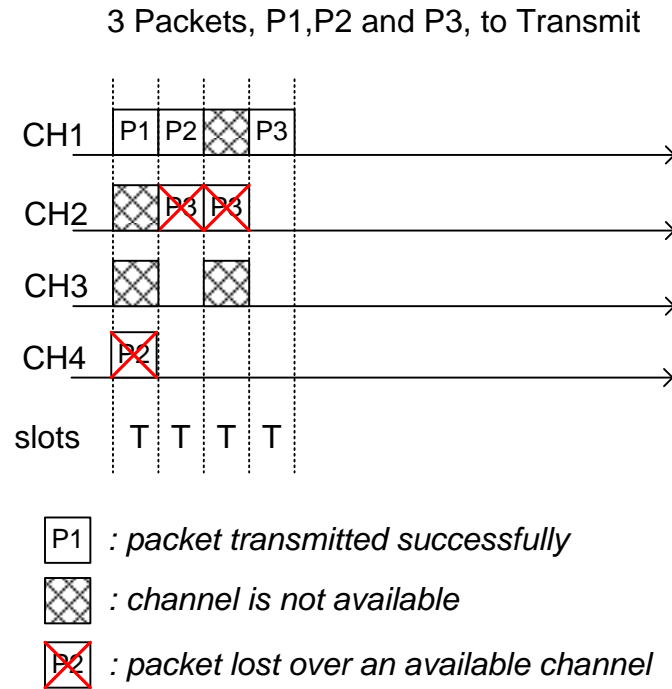 3 Packets, P1,P2 and P3, to Transmit
CH1 P1 P2 P3
CH2 P3 P3
CH3
CH4 P2
slots T T T T
P1 : packet transmitted successfully
: channel is not available
P2 : packet lost over an available channel